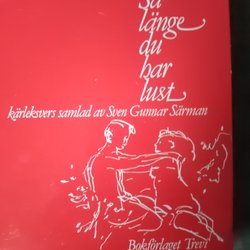 Så
länge
du
har
lust
kärleksvers samlad av Sven Gunnar Särman
Bokförlaget Trevi